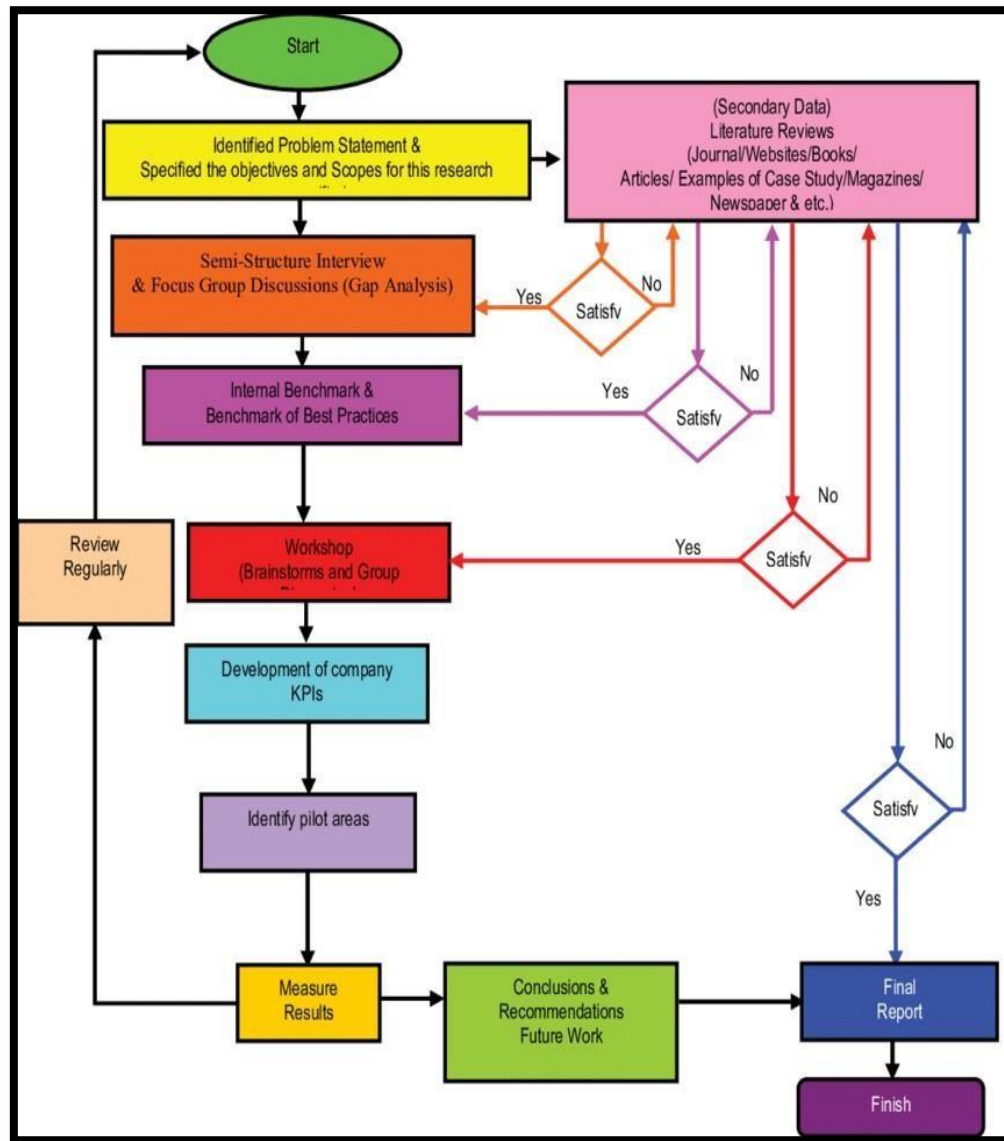 Start
(Secondary Data)
Literature Reviews
(Journal/Websites/Books/
Articles/ Examples of Case Study/Magazines/
Newspaper & etc.)
Identified Problem Statement &
Specified the objectives and Scopes for this research
Semi-Structure Interview
& Focus Group Discussions (Gap Analysis)
Yes
No
Satisfy
Internal Benchmark &
Benchmark of Best Practices
Yes
No
Satisfy
Review
Regularly
Workshop
(Brainstorms and Group
Yes
No
Satisfy
Development of company
KPIs
Identify pilot areas
No
Satisfy
Yes
Measure
Results
Conclusions &
Recommendations
Future Work
Final
Report
Finish